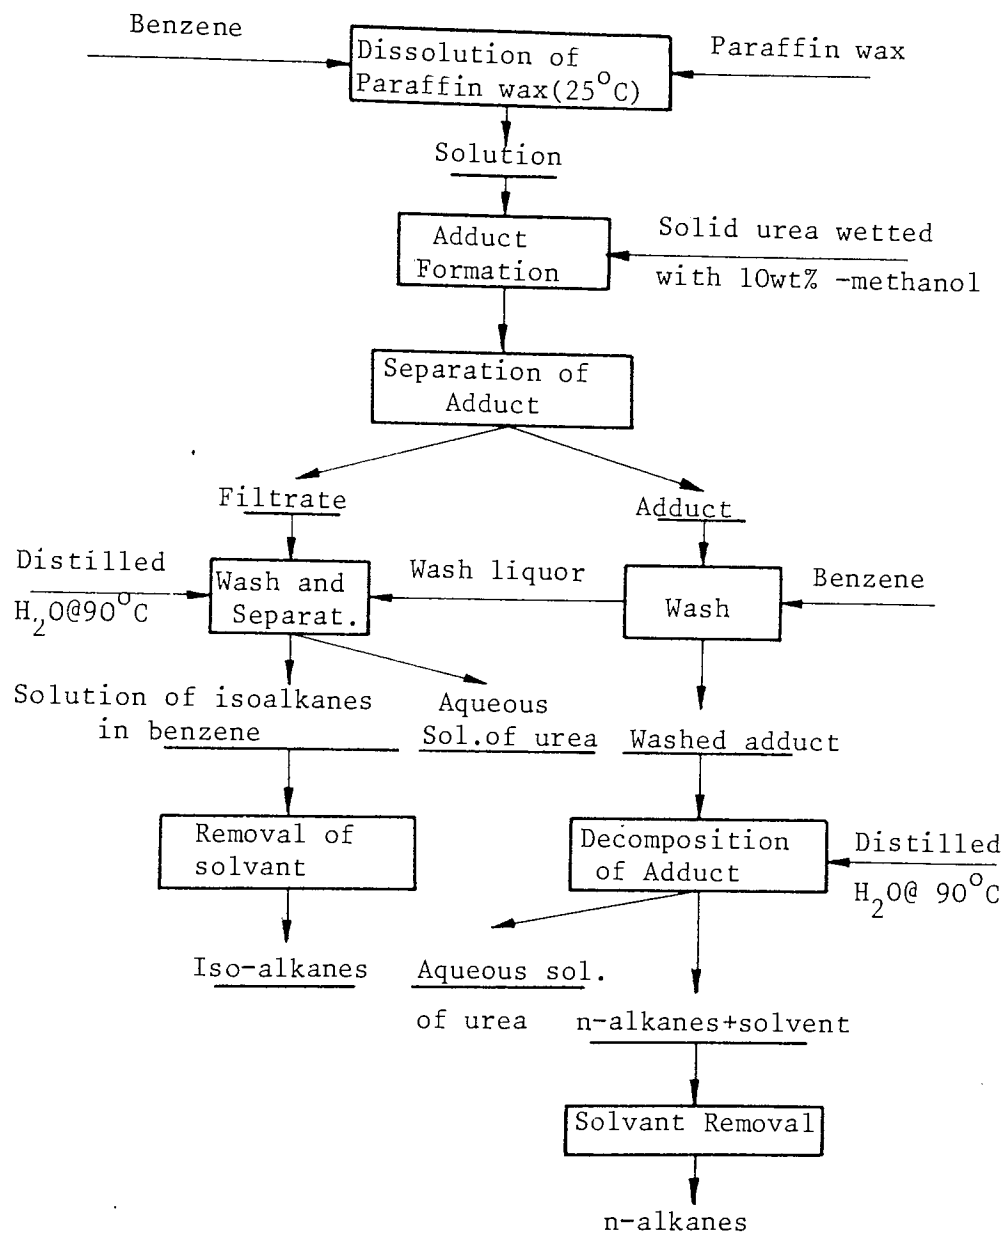 Benzene
Dissolution of
Paraffin wax(25°C)
Paraffin wax
Solution
Adduct
Formation
Solid urea wetted
with 10wt% -methanol
Separation of
Adduct
Filtrate
Adduct
Distilled
H₂O@90°C
Wash and
Separat.
Wash liquor
Wash
Benzene
Solution of isoalkanes
in benzene
Aqueous
Sol.of urea
Washed adduct
Removal of
solvant
Decomposition
of Adduct
Distilled
H₂O@ 90°C
Iso-alkanes
Aqueous sol.
of urea
n-alkanes+solvent
Solvant Removal
n-alkanes